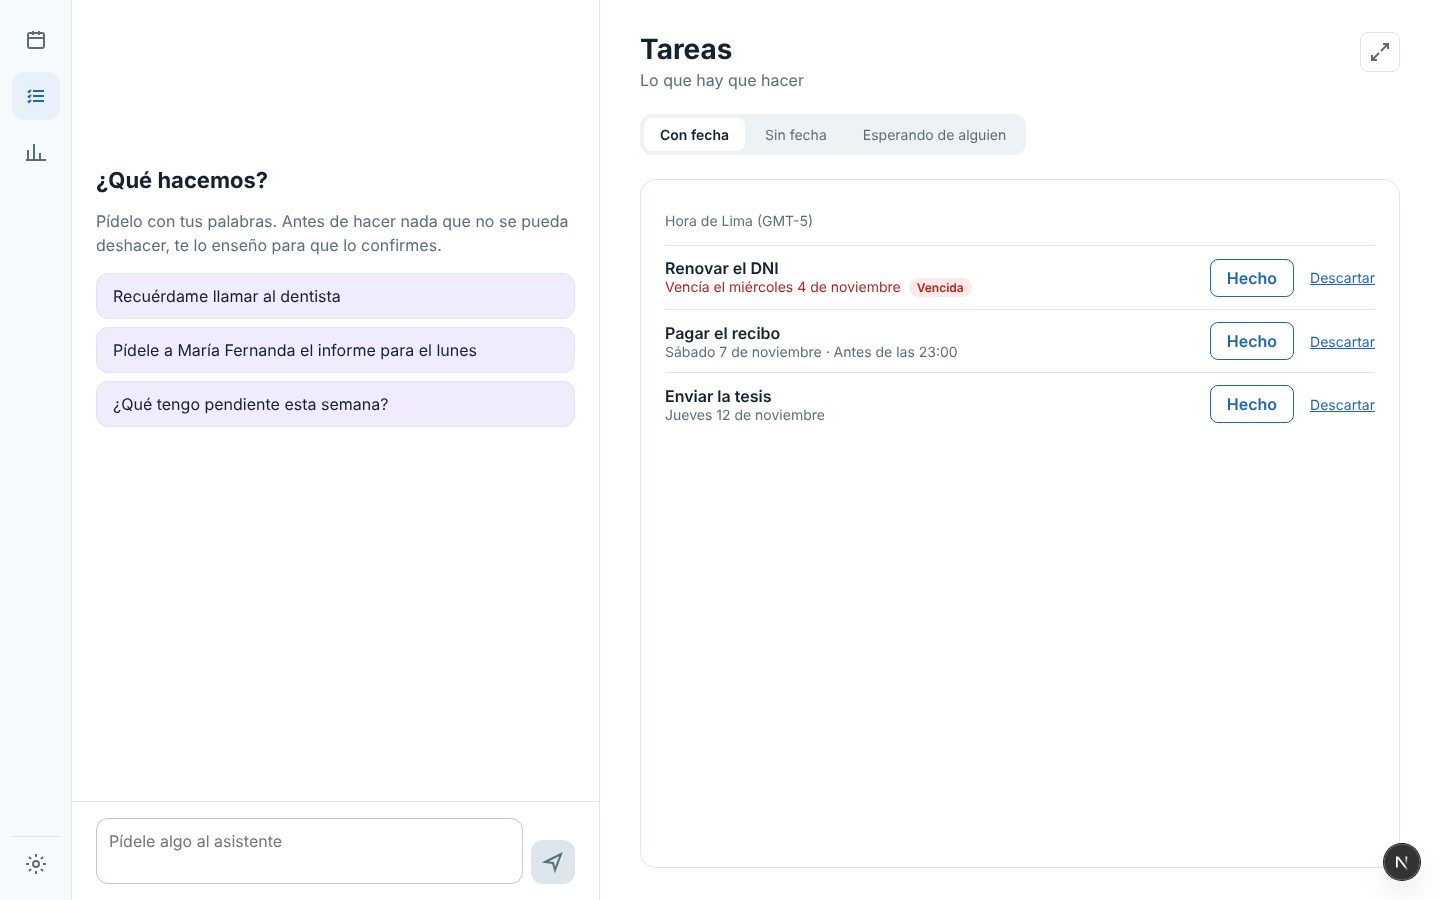 ¿Qué hacemos?
Pídelo con tus palabras. Antes de hacer nada que no se pueda
deshacer, te lo enseño para que lo confirmes.
Recuérdame llamar al dentista
Pídele a María Fernanda el informe para el lunes
¿Qué tengo pendiente esta semana?
Pídele algo al asistente
Tareas
Lo que hay que hacer
Con fecha Sin fecha Esperando de alguien
Hora de Lima (GMT-5)
Renovar el DNI
Vencía el miércoles 4 de noviembre Vencida
Hecho Descartar
Pagar el recibo
Sábado 7 de noviembre · Antes de las 23:00
Hecho Descartar
Enviar la tesis
Jueves 12 de noviembre
Hecho Descartar
N